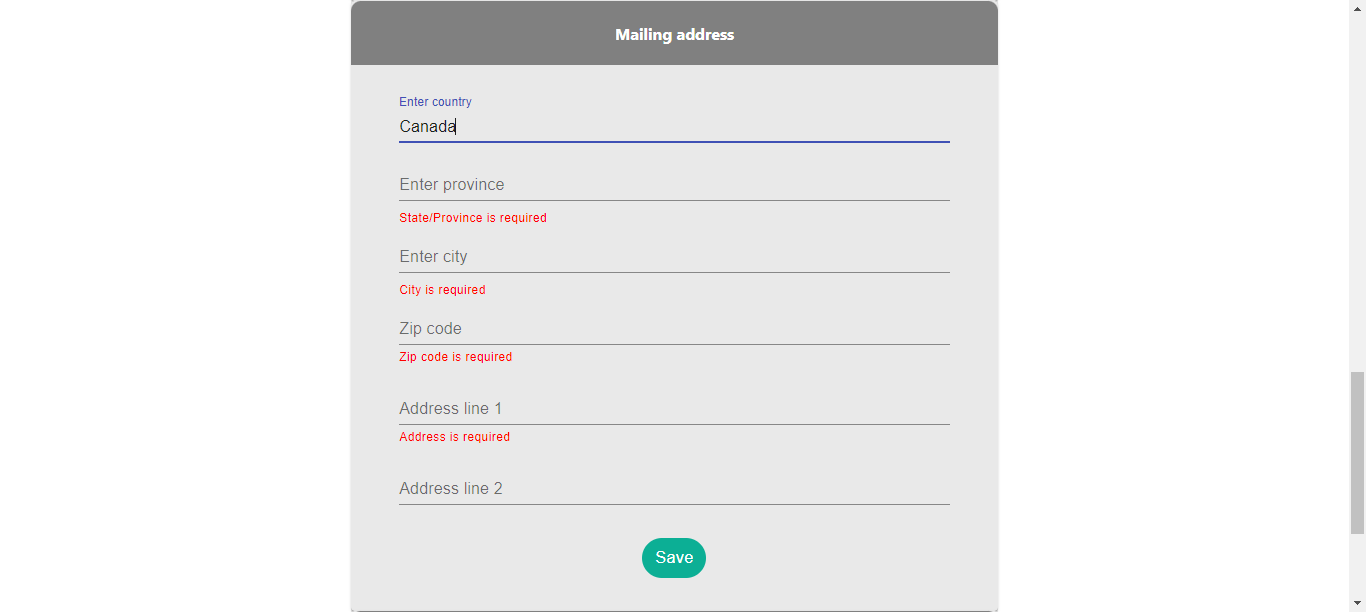 Mailing address
Enter country
Canada
Enter province
State/Province is required
Enter city
City is required
Zip code
Zip code is required
Address line 1
Address is required
Address line 2
Save